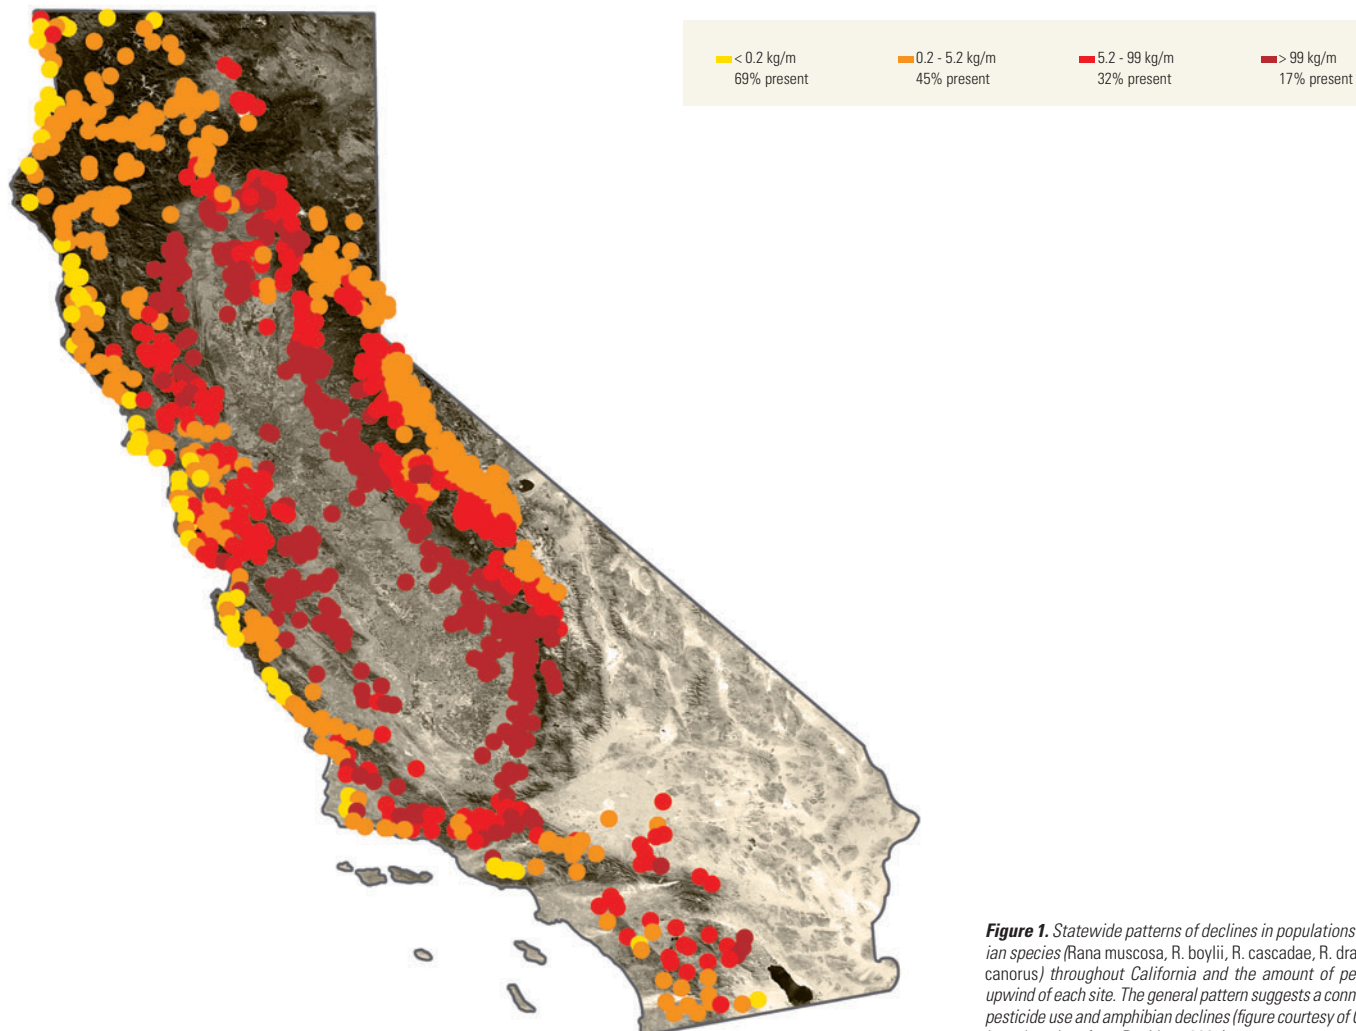 < 0.2 kg/m
69% present
0.2 - 5.2 kg/m
45% present
5.2 - 99 kg/m
32% present
> 99 kg/m
17% present
Figure 1. Statewide patterns of declines in populations
ian species (Rana muscosa, R. boylii, R. cascadae, R. dra
canorus) throughout California and the amount of pe
upwind of each site. The general pattern suggests a conn
pesticide use and amphibian declines (figure courtesy of